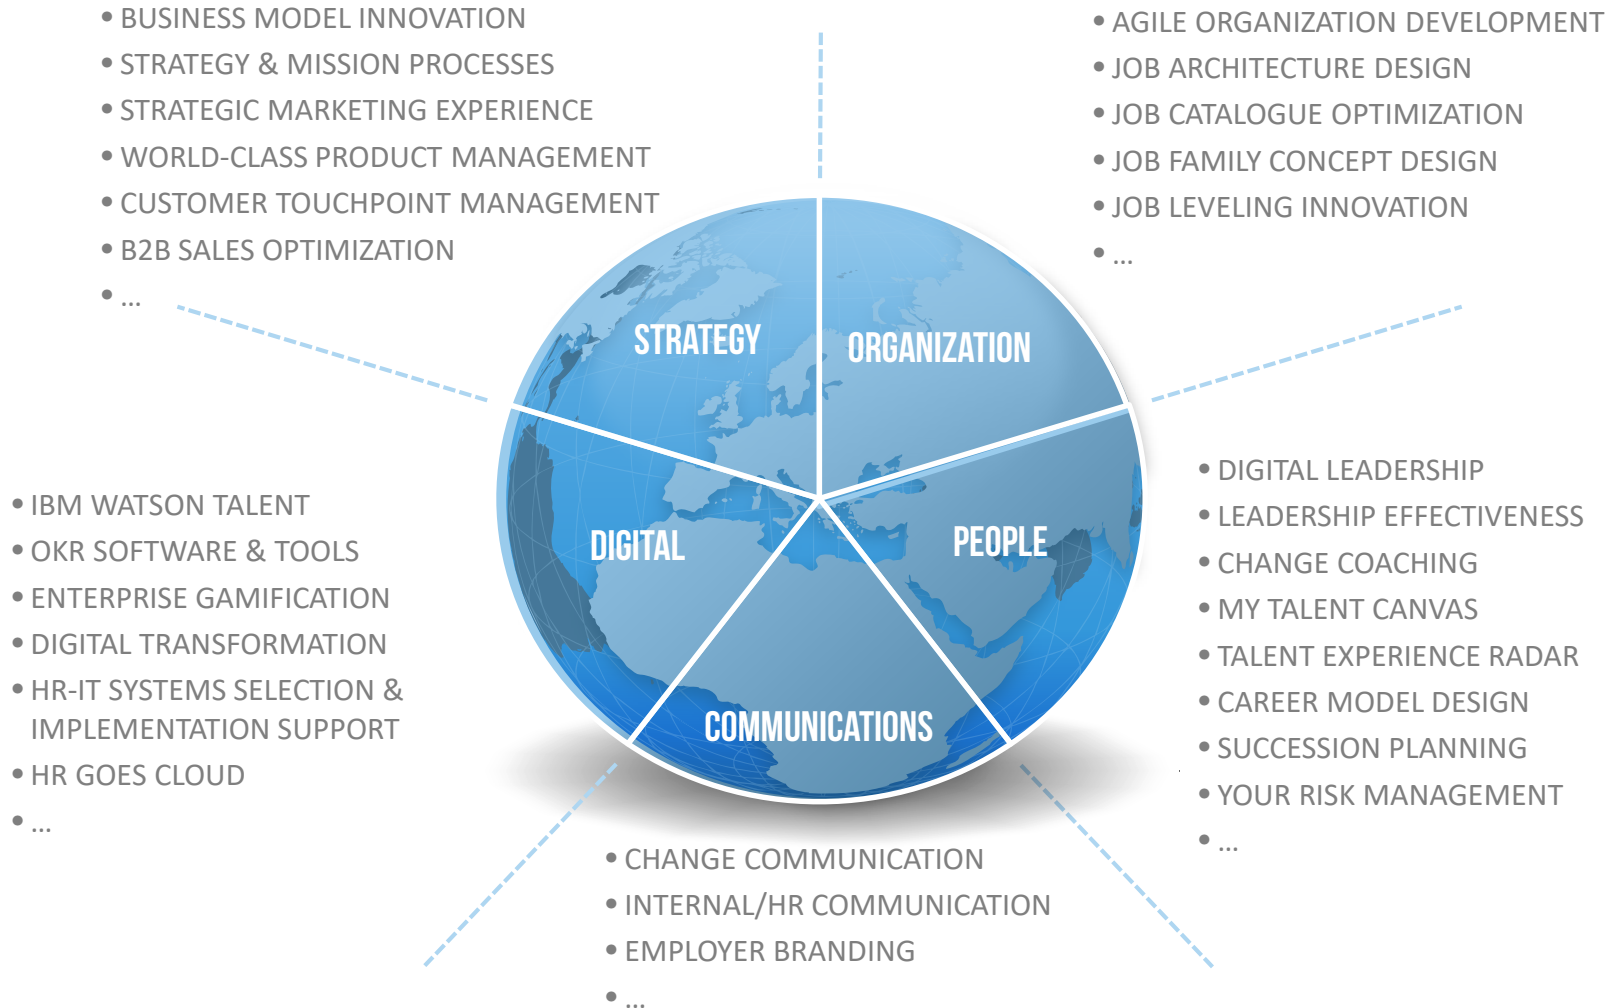 • BUSINESS MODEL INNOVATION
• STRATEGY & MISSION PROCESSES
• STRATEGIC MARKETING EXPERIENCE
• WORLD-CLASS PRODUCT MANAGEMENT
• CUSTOMER TOUCHPOINT MANAGEMENT
• B2B SALES OPTIMIZATION
• ...
• AGILE ORGANIZATION DEVELOPMENT
• JOB ARCHITECTURE DESIGN
• JOB CATALOGUE OPTIMIZATION
• JOB FAMILY CONCEPT DESIGN
• JOB LEVELING INNOVATION
• ...
STRATEGY
ORGANIZATION
DIGITAL
PEOPLE
COMMUNICATIONS
• IBM WATSON TALENT
• OKR SOFTWARE & TOOLS
• ENTERPRISE GAMIFICATION
• DIGITAL TRANSFORMATION
• HR-IT SYSTEMS SELECTION &
IMPLEMENTATION SUPPORT
• HR GOES CLOUD
• ...
• DIGITAL LEADERSHIP
• LEADERSHIP EFFECTIVENESS
• CHANGE COACHING
• MY TALENT CANVAS
• TALENT EXPERIENCE RADAR
• CAREER MODEL DESIGN
• SUCCESSION PLANNING
• YOUR RISK MANAGEMENT
• ...
• CHANGE COMMUNICATION
• INTERNAL/HR COMMUNICATION
• EMPLOYER BRANDING
• ...